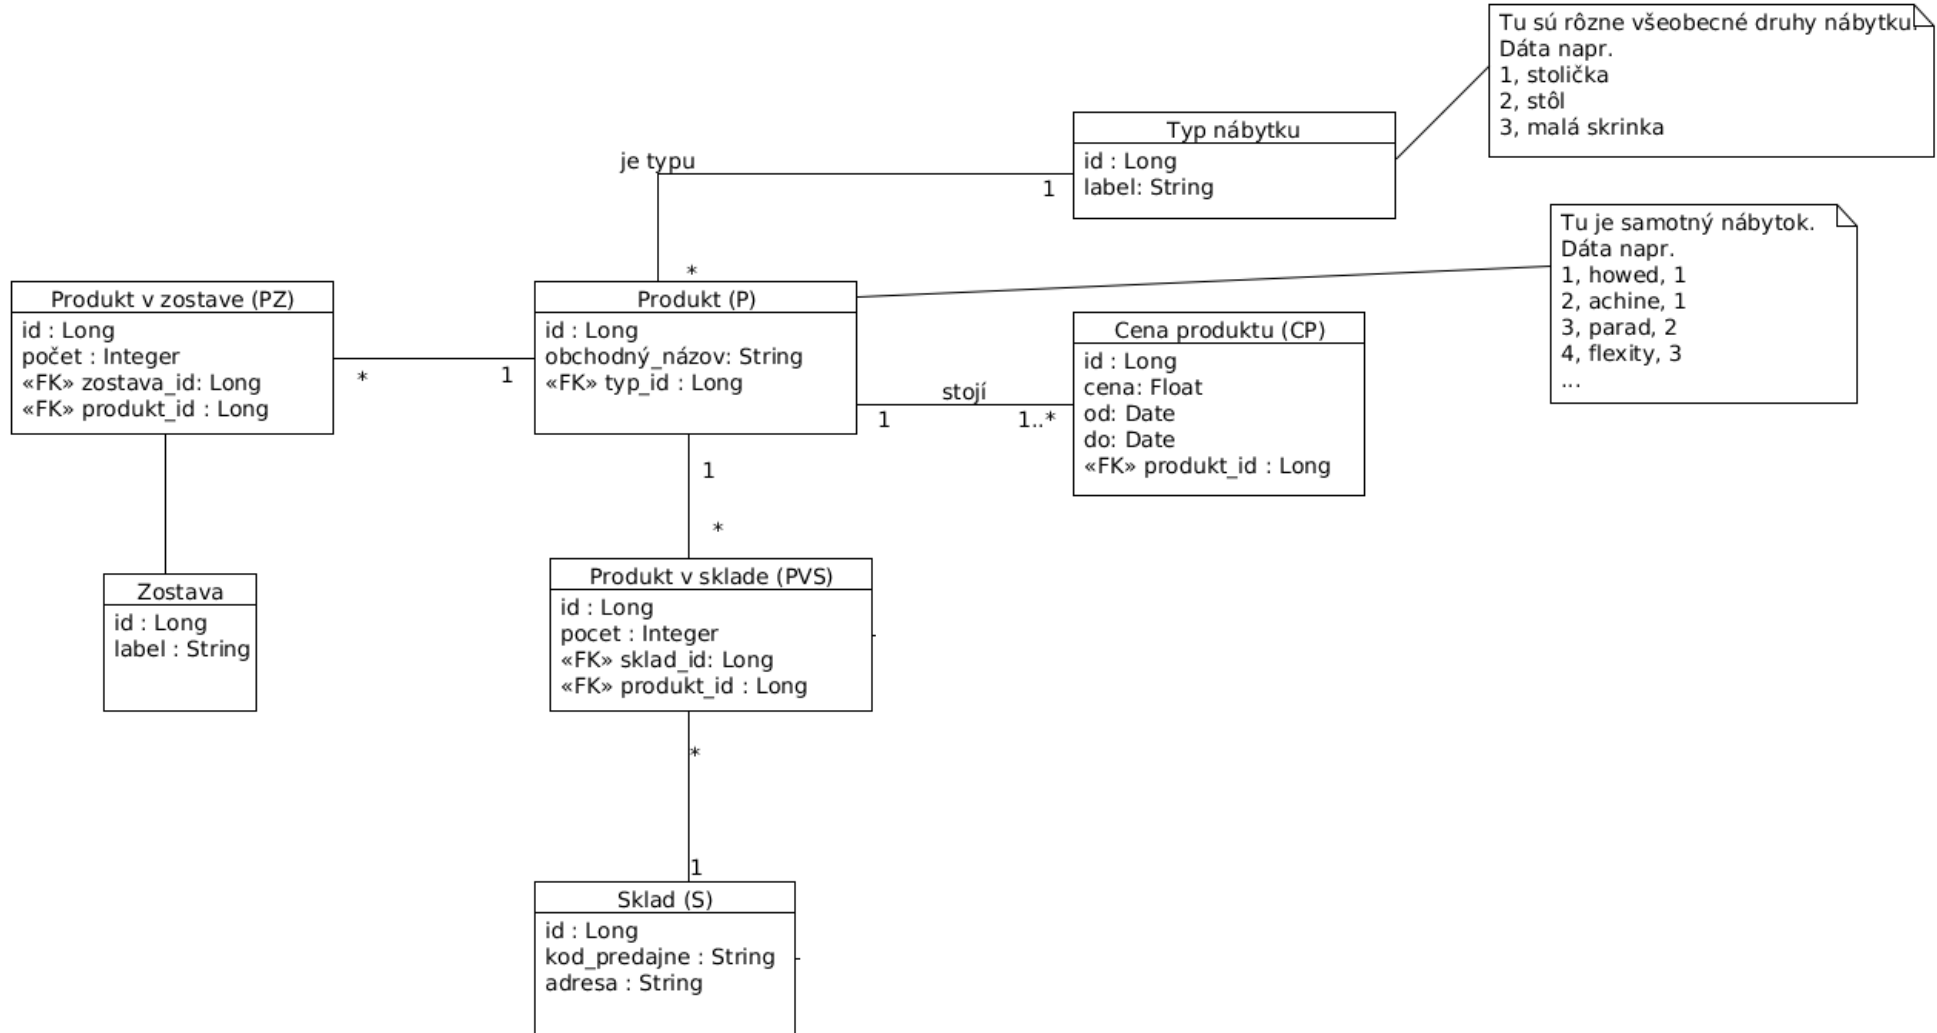 Tu sú rôzne všeobecné druhy nábytku.
Dáta napr.
1, stolička
2, stôl
3, malá skrinka
Typ nábytku
id : Long
label: String
je typu
1
*
Tu je samotný nábytok.
Dáta napr.
1, howed, 1
2, achine, 1
3, parad, 2
4, flexity, 3
...
Produkt v zostave (PZ)
id : Long
počet : Integer
«FK» zostava_id: Long
«FK» produkt_id : Long
*
1
Produkt (P)
id : Long
obchodný_názov: String
«FK» typ_id : Long
stojí
1
1..*
Cena produktu (CP)
id : Long
cena: Float
od: Date
do: Date
«FK» produkt_id : Long
1
*
Zostava
id : Long
label : String
Produkt v sklade (PVS)
id : Long
pocet : Integer
«FK» sklad_id: Long
«FK» produkt_id : Long
*
1
Sklad (S)
id : Long
kod_predajne : String
adresa : String